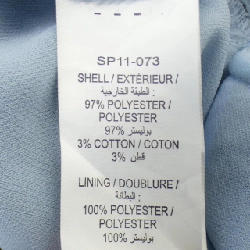 SP11-073
SHELL / EXTÉRIEUR /
الطبقة الخارجية :
97% POLYESTER /
POLYESTER
بوليستر 97%
3% COTTON / COTON
قطن 3%
LINING / DOUBLURE /
البطانة :
100% POLYESTER /
POLYESTER
بوليستر 100%